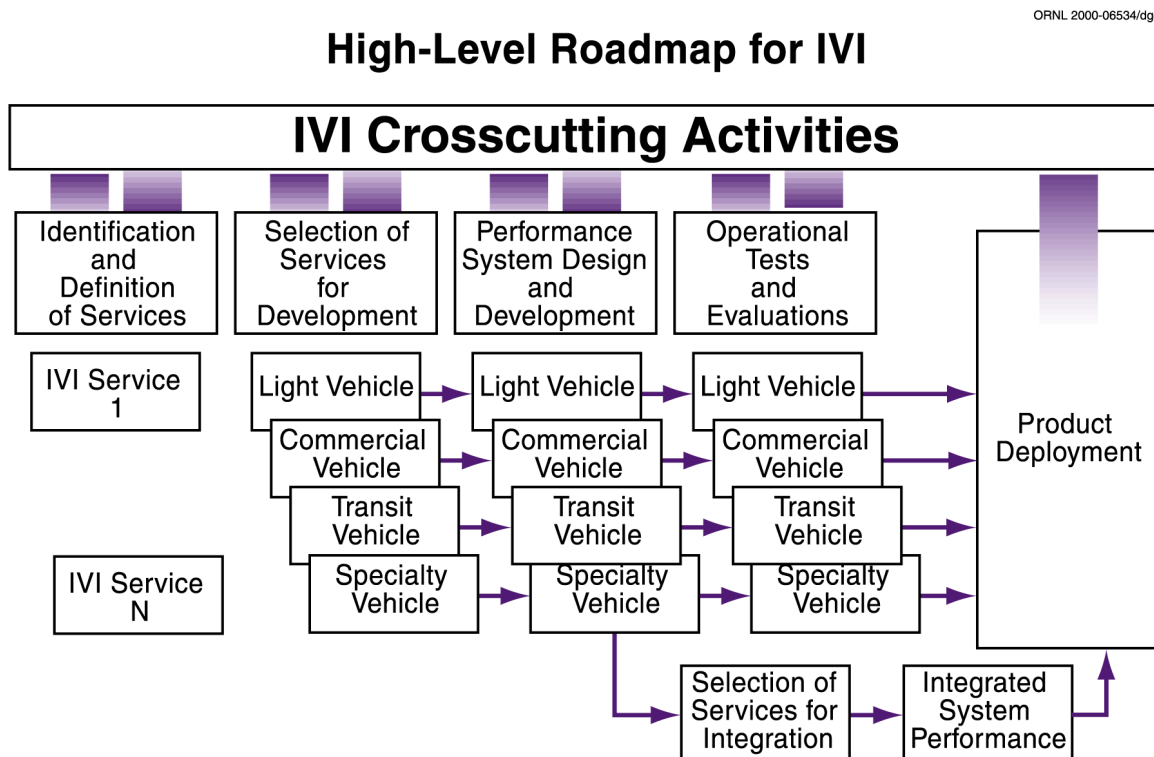 ORNL 2000-06534/dg
High-Level Roadmap for IVI
IVI Crosscutting Activities
Identification
and
Definition
of Services
Selection of
Services
for
Development
Performance
System Design
and
Development
Operational
Tests
and
Evaluations
IVI Service
1
Light Vehicle
Light Vehicle
Light Vehicle
Commercial
Vehicle
Commercial
Vehicle
Commercial
Vehicle
Transit
Vehicle
Transit
Vehicle
Transit
Vehicle
IVI Service
N
Specialty
Vehicle
Specialty
Vehicle
Specialty
Vehicle
Product
Deployment
Selection of
Services for
Integration
Integrated
System
Performance